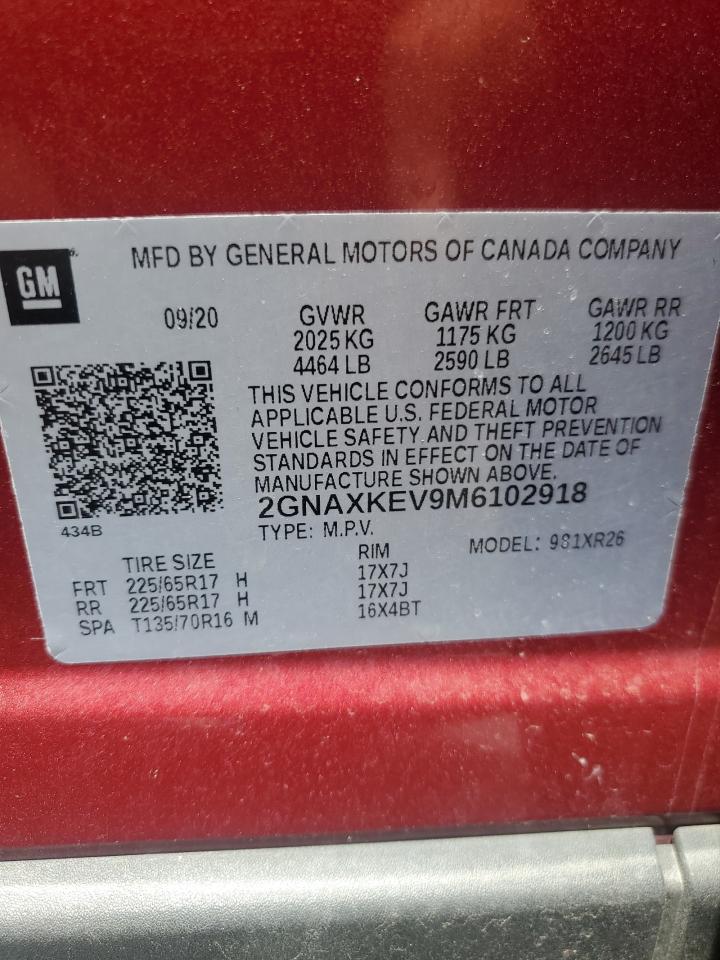 GM
MFD BY GENERAL MOTORS OF CANADA COMPANY
09/20 GVWR GAWR FRT GAWR RR
2025 KG 1175 KG 1200 KG
4464 LB 2590 LB 2645 LB
THIS VEHICLE CONFORMS TO ALL
APPLICABLE U.S. FEDERAL MOTOR
VEHICLE SAFETY AND THEFT PREVENTION
STANDARDS IN EFFECT ON THE DATE OF
MANUFACTURE SHOWN ABOVE.
2GNAXKEV9M6102918
434B
TYPE: M.P.V. MODEL: 981XR26
TIRE SIZE RIM
FRT 225/65R17 H 17X7J
RR 225/65R17 H 17X7J
SPA T135/70R16 M 16X4BT